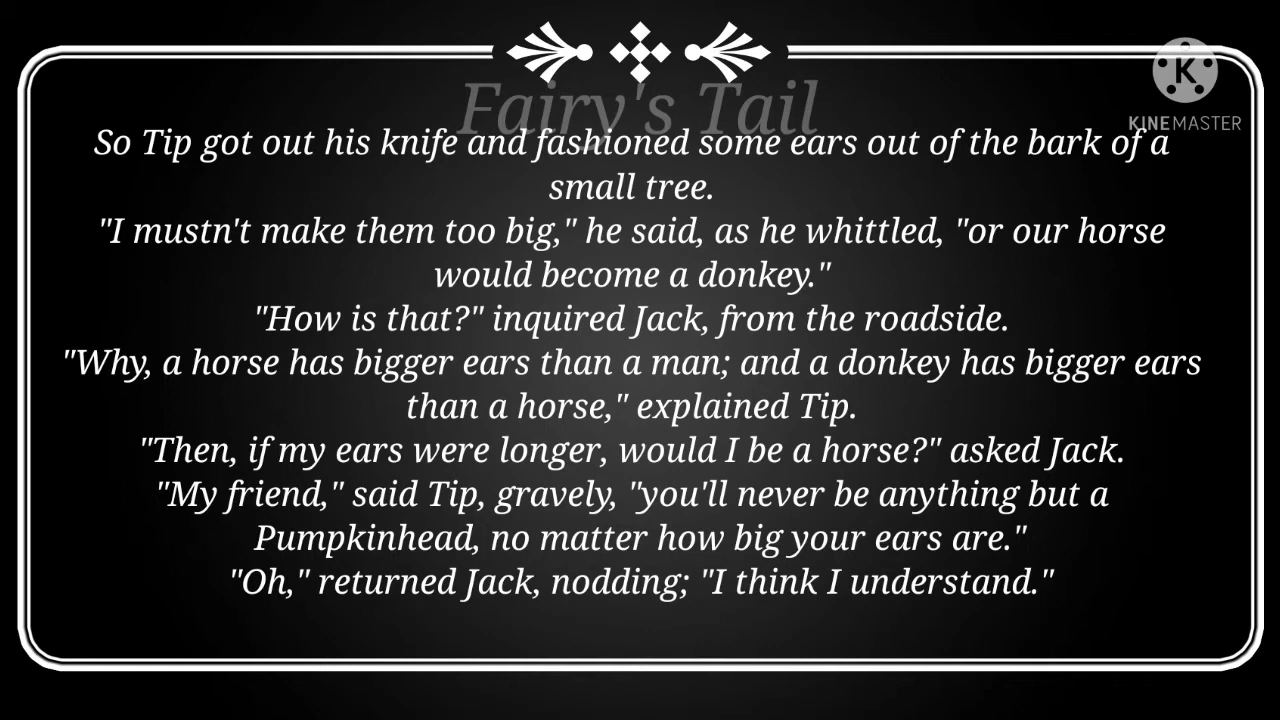 Fairy's Tail
K
KINEMASTER
So Tip got out his knife and fashioned some ears out of the bark of a
small tree.
"I mustn't make them too big," he said, as he whittled, "or our horse
would become a donkey."
"How is that?" inquired Jack, from the roadside.
"Why, a horse has bigger ears than a man; and a donkey has bigger ears
than a horse," explained Tip.
"Then, if my ears were longer, would I be a horse?" asked Jack.
"My friend," said Tip, gravely, "you'll never be anything but a
Pumpkinhead, no matter how big your ears are."
"Oh," returned Jack, nodding; "I think I understand."